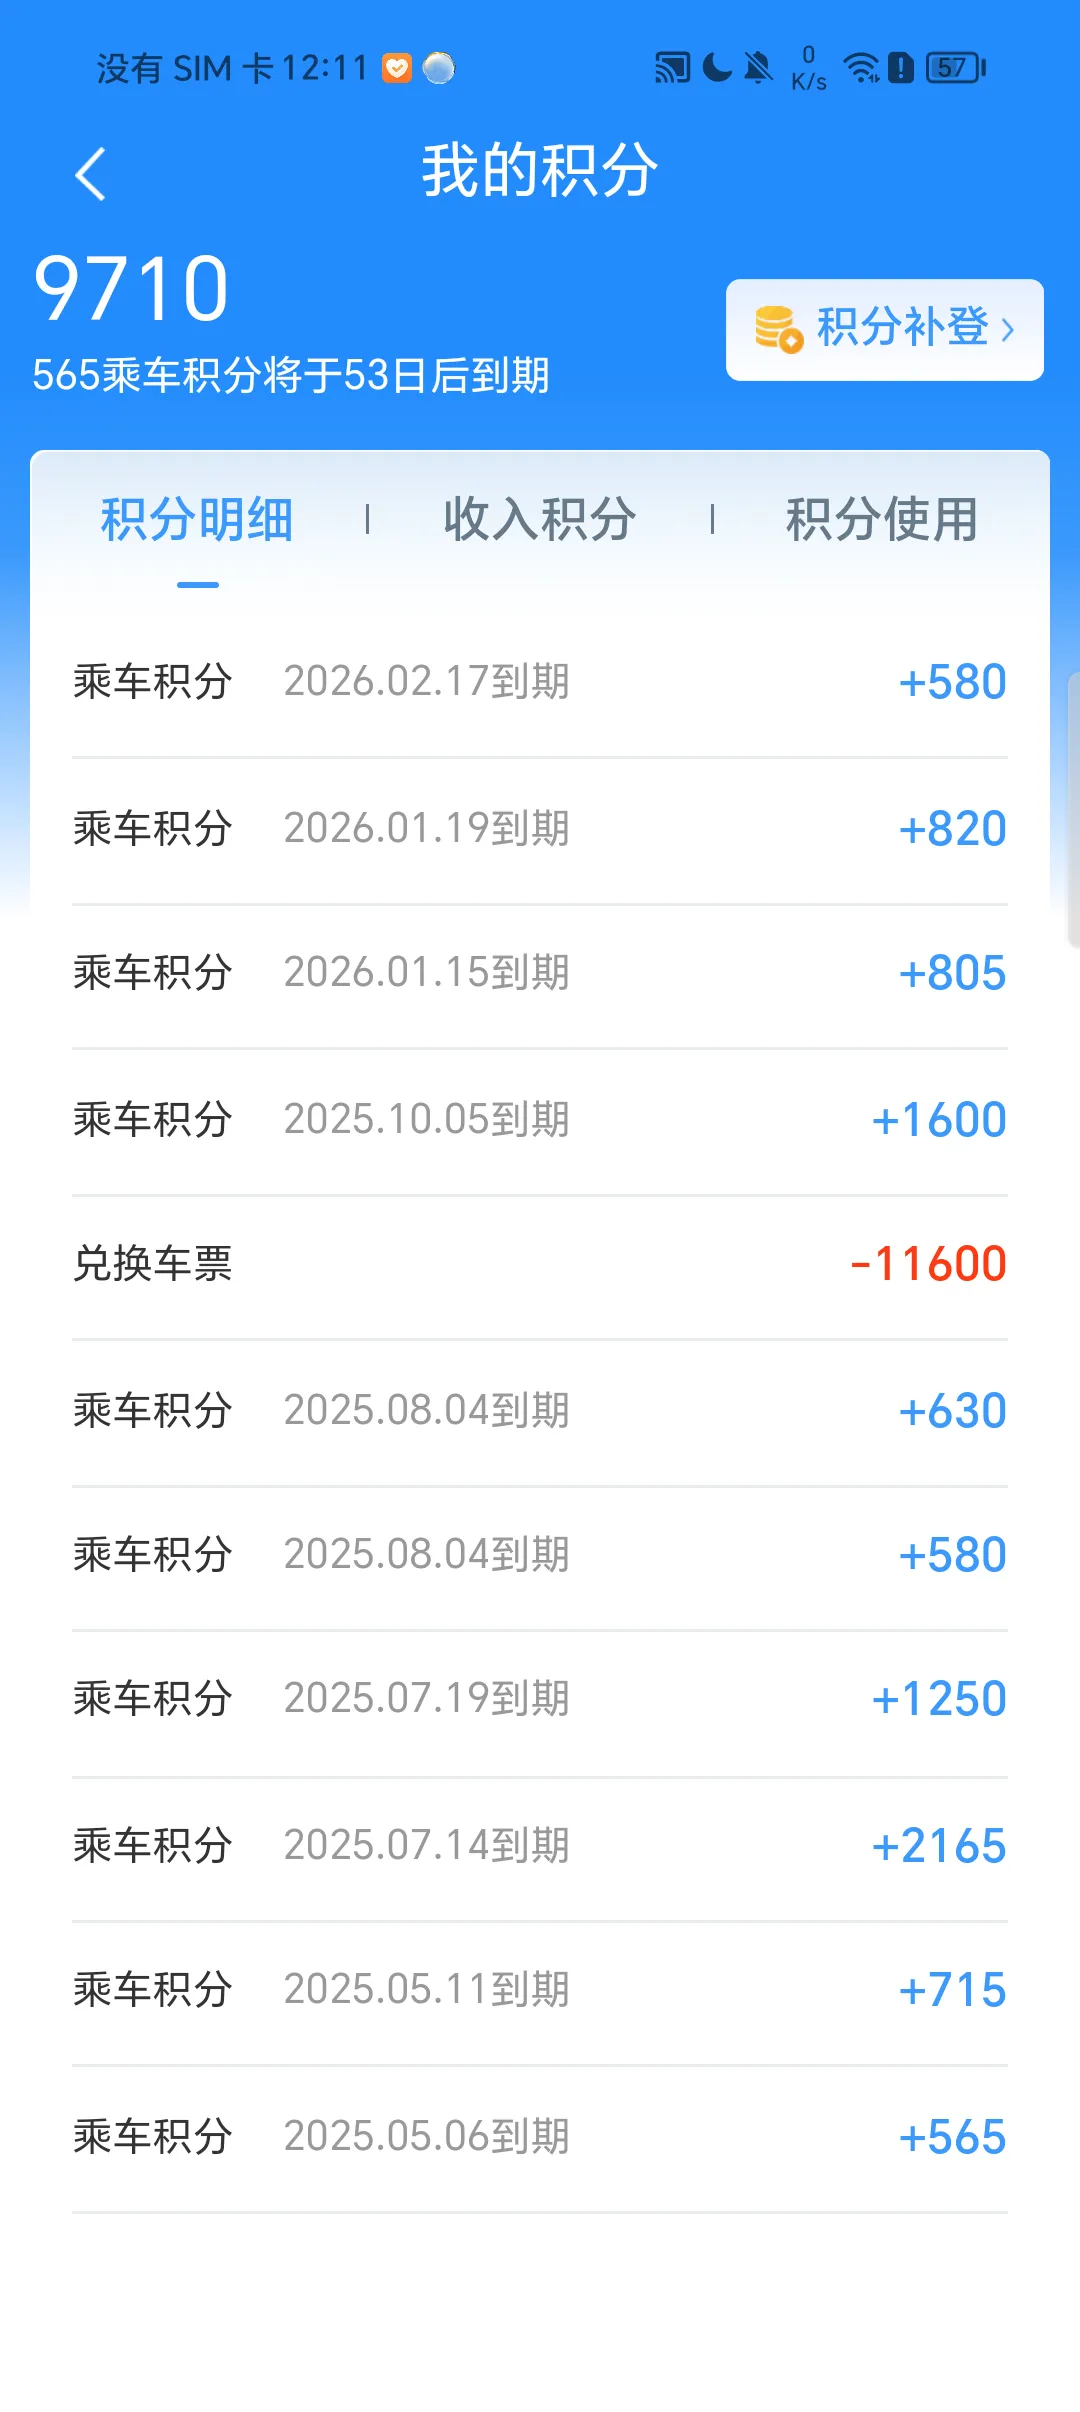 没有 SIM 卡 12:11 0 K/s 57
我的积分
9710
565乘车积分将于53日后到期
积分补登
积分明细 收入积分 积分使用
乘车积分 2026.02.17到期 +580
乘车积分 2026.01.19到期 +820
乘车积分 2026.01.15到期 +805
乘车积分 2025.10.05到期 +1600
兑换车票 -11600
乘车积分 2025.08.04到期 +630
乘车积分 2025.08.04到期 +580
乘车积分 2025.07.19到期 +1250
乘车积分 2025.07.14到期 +2165
乘车积分 2025.05.11到期 +715
乘车积分 2025.05.06到期 +565